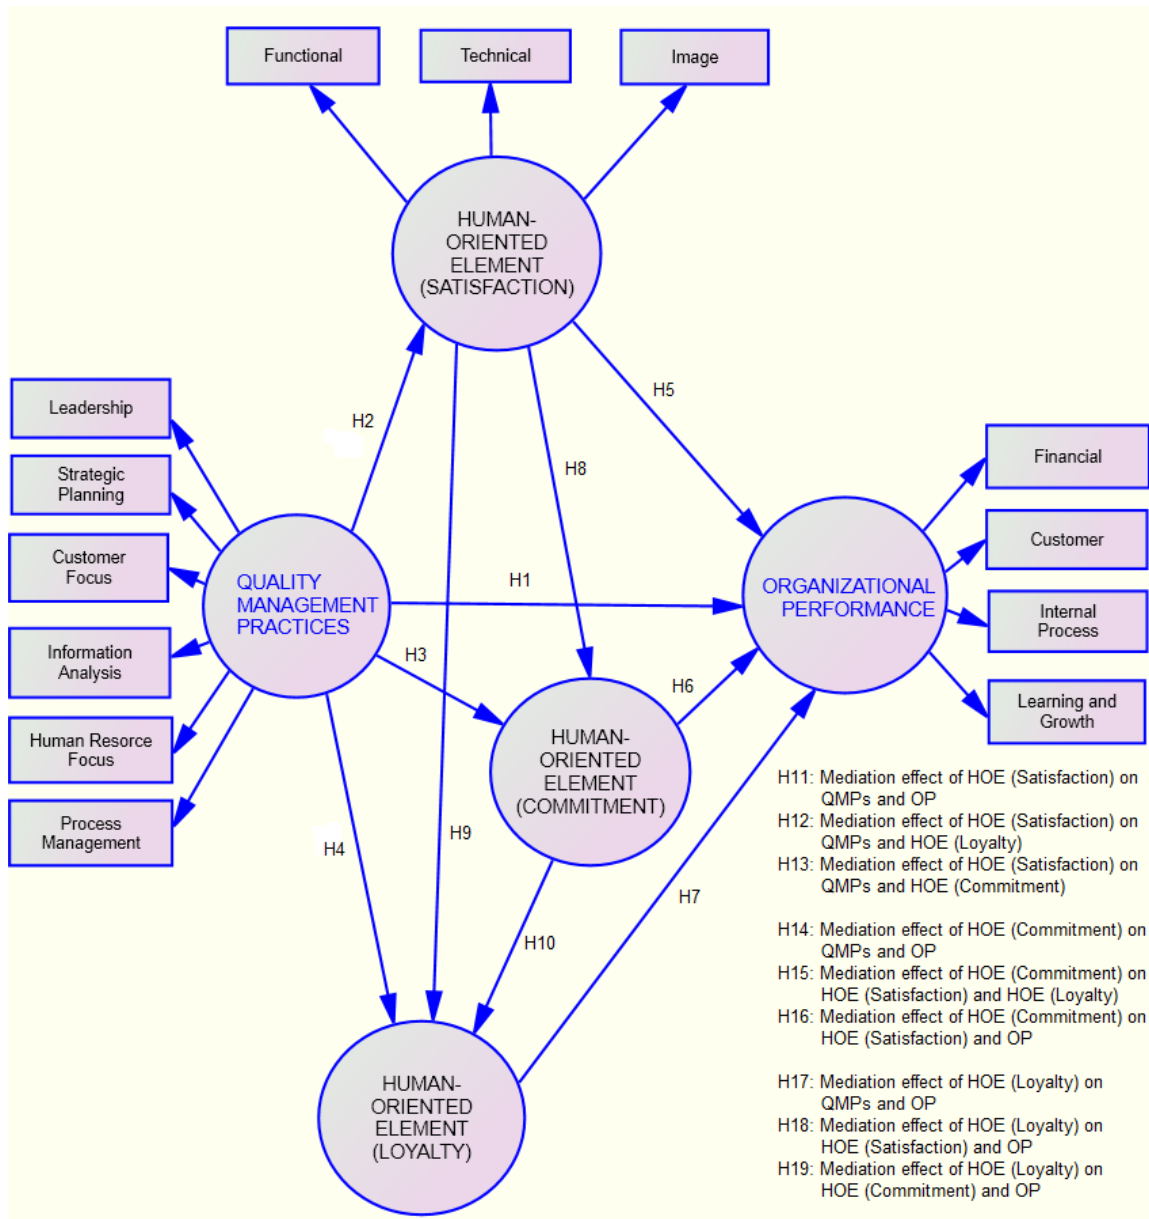 Functional
Technical
Image
HUMAN-
ORIENTED
ELEMENT
(SATISFACTION)
Leadership
Strategic
Planning
Customer
Focus
Information
Analysis
Human Resorce
Focus
Process
Management
QUALITY
MANAGEMENT
PRACTICES
H2
H5
H8
H1
H3
H6
H9
H4
H10
H7
ORGANIZATIONAL
PERFORMANCE
Financial
Customer
Internal
Process
Learning and
Growth
HUMAN-
ORIENTED
ELEMENT
(COMMITMENT)
HUMAN-
ORIENTED
ELEMENT
(LOYALTY)
H11: Mediation effect of HOE (Satisfaction) on
QMPs and OP
H12: Mediation effect of HOE (Satisfaction) on
QMPs and HOE (Loyalty)
H13: Mediation effect of HOE (Satisfaction) on
QMPs and HOE (Commitment)
H14: Mediation effect of HOE (Commitment) on
QMPs and OP
H15: Mediation effect of HOE (Commitment) on
HOE (Satisfaction) and HOE (Loyalty)
H16: Mediation effect of HOE (Commitment) on
HOE (Satisfaction) and OP
H17: Mediation effect of HOE (Loyalty) on
QMPs and OP
H18: Mediation effect of HOE (Loyalty) on
HOE (Satisfaction) and OP
H19: Mediation effect of HOE (Loyalty) on
HOE (Commitment) and OP